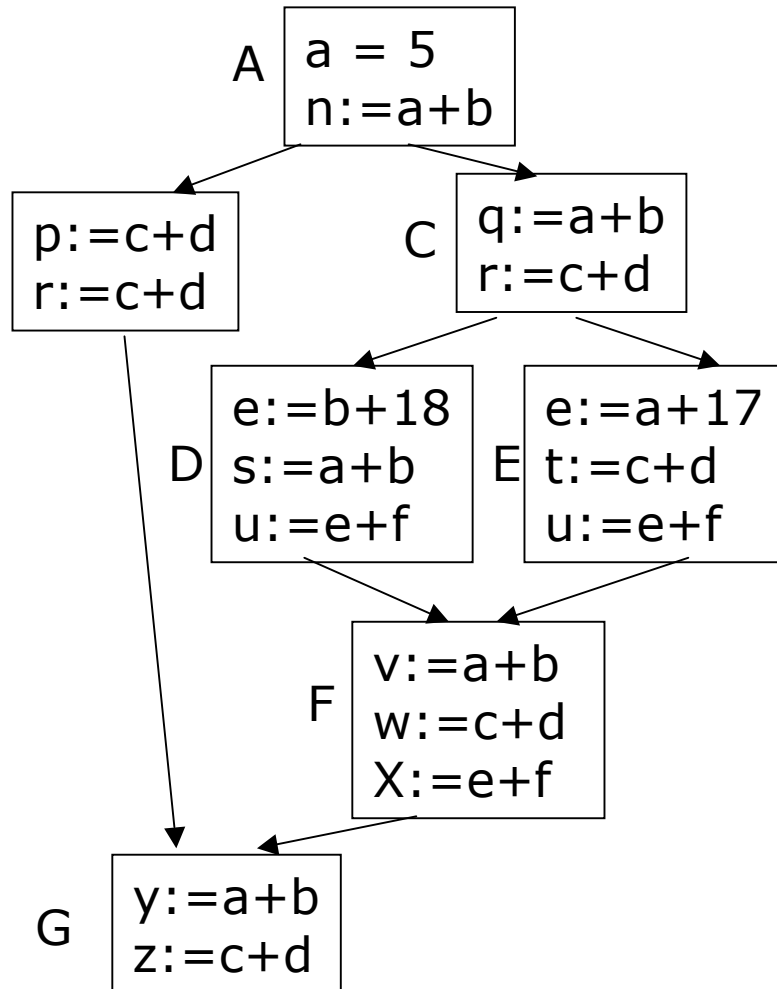 A
a = 5
n:=a+b
p:=c+d
r:=c+d
C
q:=a+b
r:=c+d
D
e:=b+18
s:=a+b
u:=e+f
E
e:=a+17
t:=c+d
u:=e+f
F
v:=a+b
w:=c+d
X:=e+f
G
y:=a+b
z:=c+d